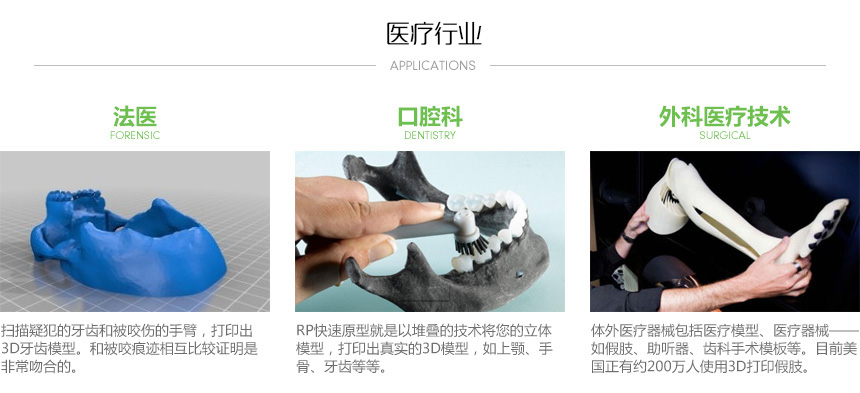 医疗行业
APPLICATIONS
法医
FORENSIC
扫描疑犯的牙齿和被咬伤的手臂，打印出
3D牙齿模型。和被咬痕迹相互比较证明是
非常吻合的。
口腔科
DENTISTRY
RP快速原型就是以堆叠的技术将您的立体
模型，打印出真实的3D模型，如上颚、手
骨、牙齿等等。
外科医疗技术
SURGICAL
体外医疗器械包括医疗模型、医疗器械——
如假肢、助听器、齿科手术模板等。目前美
国正有约200万人使用3D打印假肢。